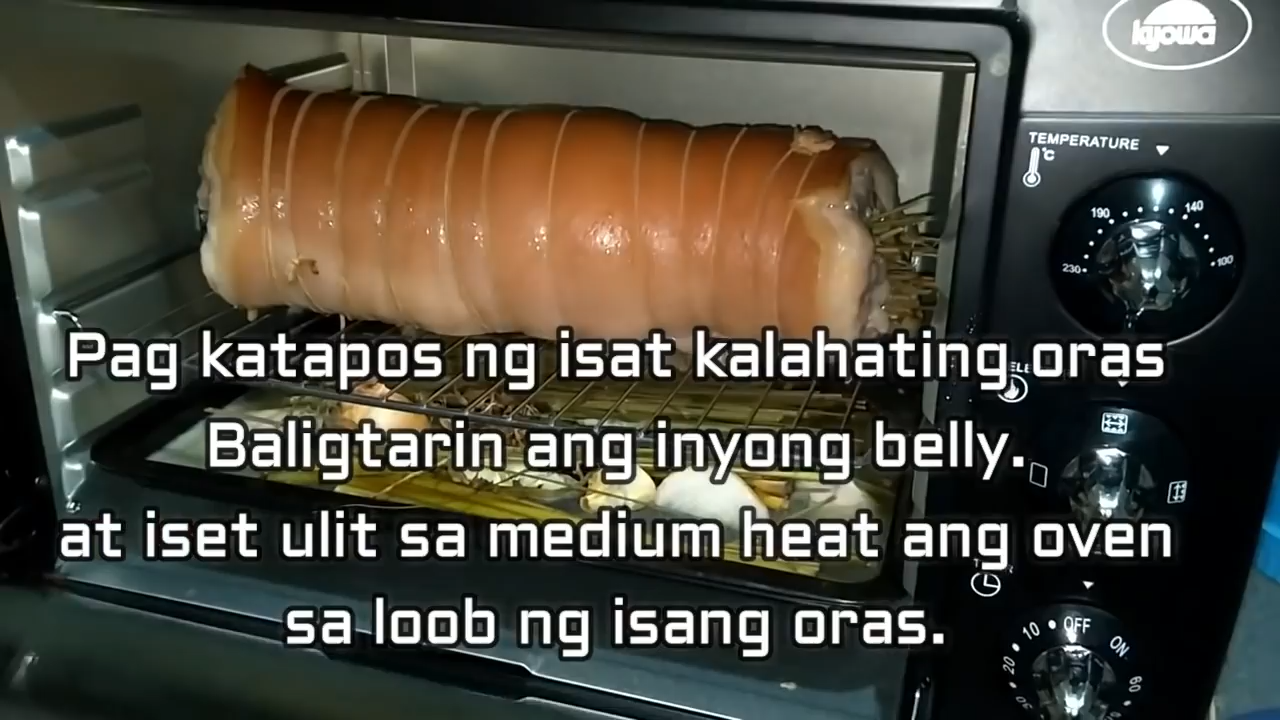 kyowa
TEMPERATURE
°C
190
140
230
100
Pag katapos ng isat kalahating oras
Baligtarin ang inyong belly.
at iset ulit sa medium heat ang oven
sa loob ng isang oras.
10
OFF
ON
20
60
30